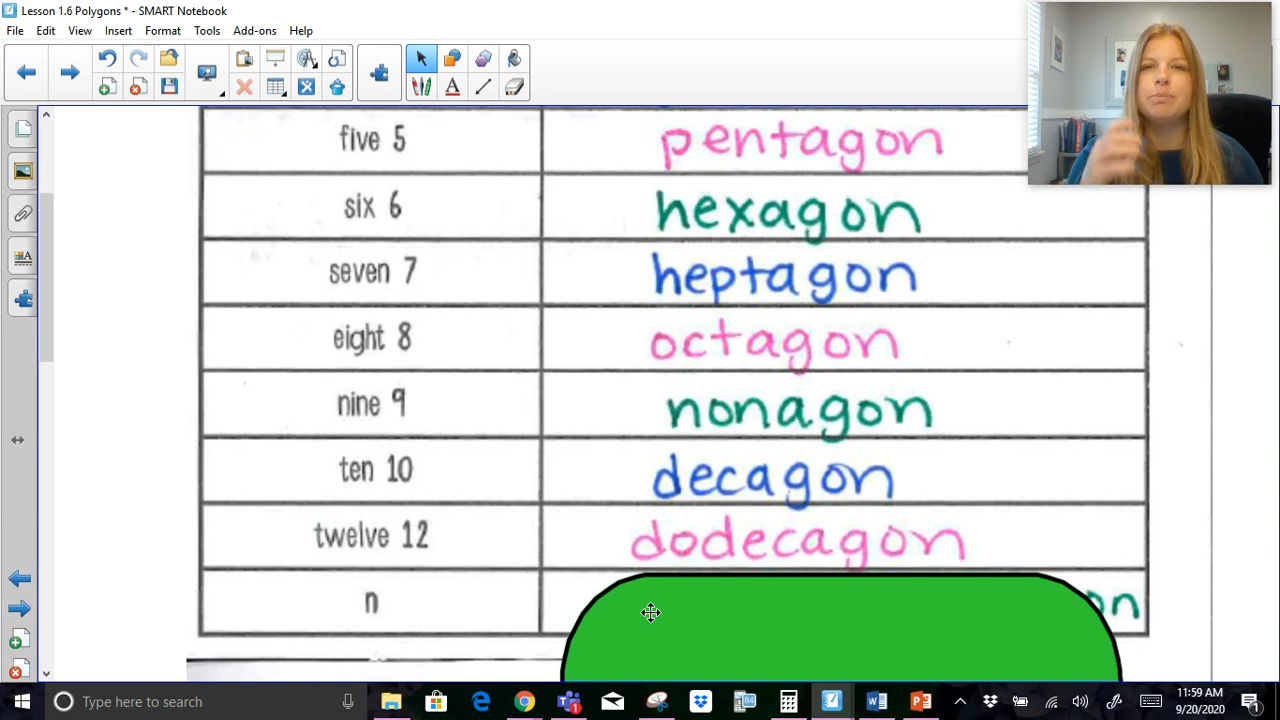 Lesson 1.6 Polygons * - SMART Notebook
File Edit View Insert Format Tools Add-ons Help
five 5 pentagon
six 6 hexagon
seven 7 heptagon
eight 8 octagon
nine 9 nonagon
ten 10 decagon
twelve 12 dodecagon
n on
Type here to search
11:59 AM
9/20/2020